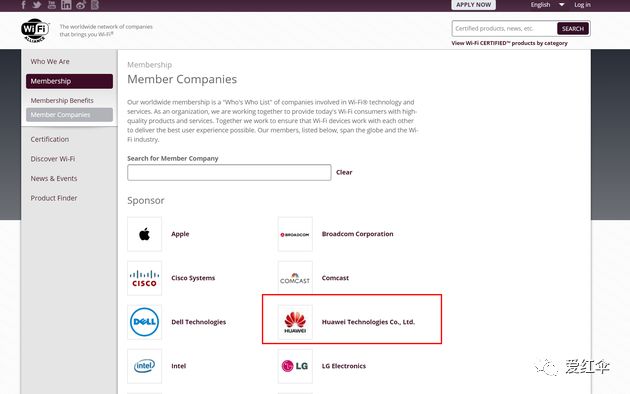 APPLY NOW
English
Log in
Wi Fi
ALLIANCE
The worldwide network of companies
that brings you Wi-Fi®
Certified products, news, etc.
SEARCH
View Wi-Fi CERTIFIED™ products by category
Who We Are
Membership
Membership Benefits
Member Companies
Certification
Discover Wi-Fi
News & Events
Product Finder
Membership
Member Companies
Our worldwide membership is a "Who's Who List" of companies involved in Wi-Fi® technology and
services. As an organization, we are working together to provide today's Wi-Fi consumers with high-
quality products and services. Together we work to ensure that Wi-Fi devices work with each other
to deliver the best user experience possible. Our members, listed below, span the globe and the Wi-
Fi industry.
Search for Member Company
Clear
Sponsor
Apple
BROADCOM
Broadcom Corporation
CISCO
Cisco Systems
COMCAST
Comcast
DELL
Dell Technologies
HUAWEI
Huawei Technologies Co., Ltd.
intel
Intel
LG
LG Electronics
爱红伞